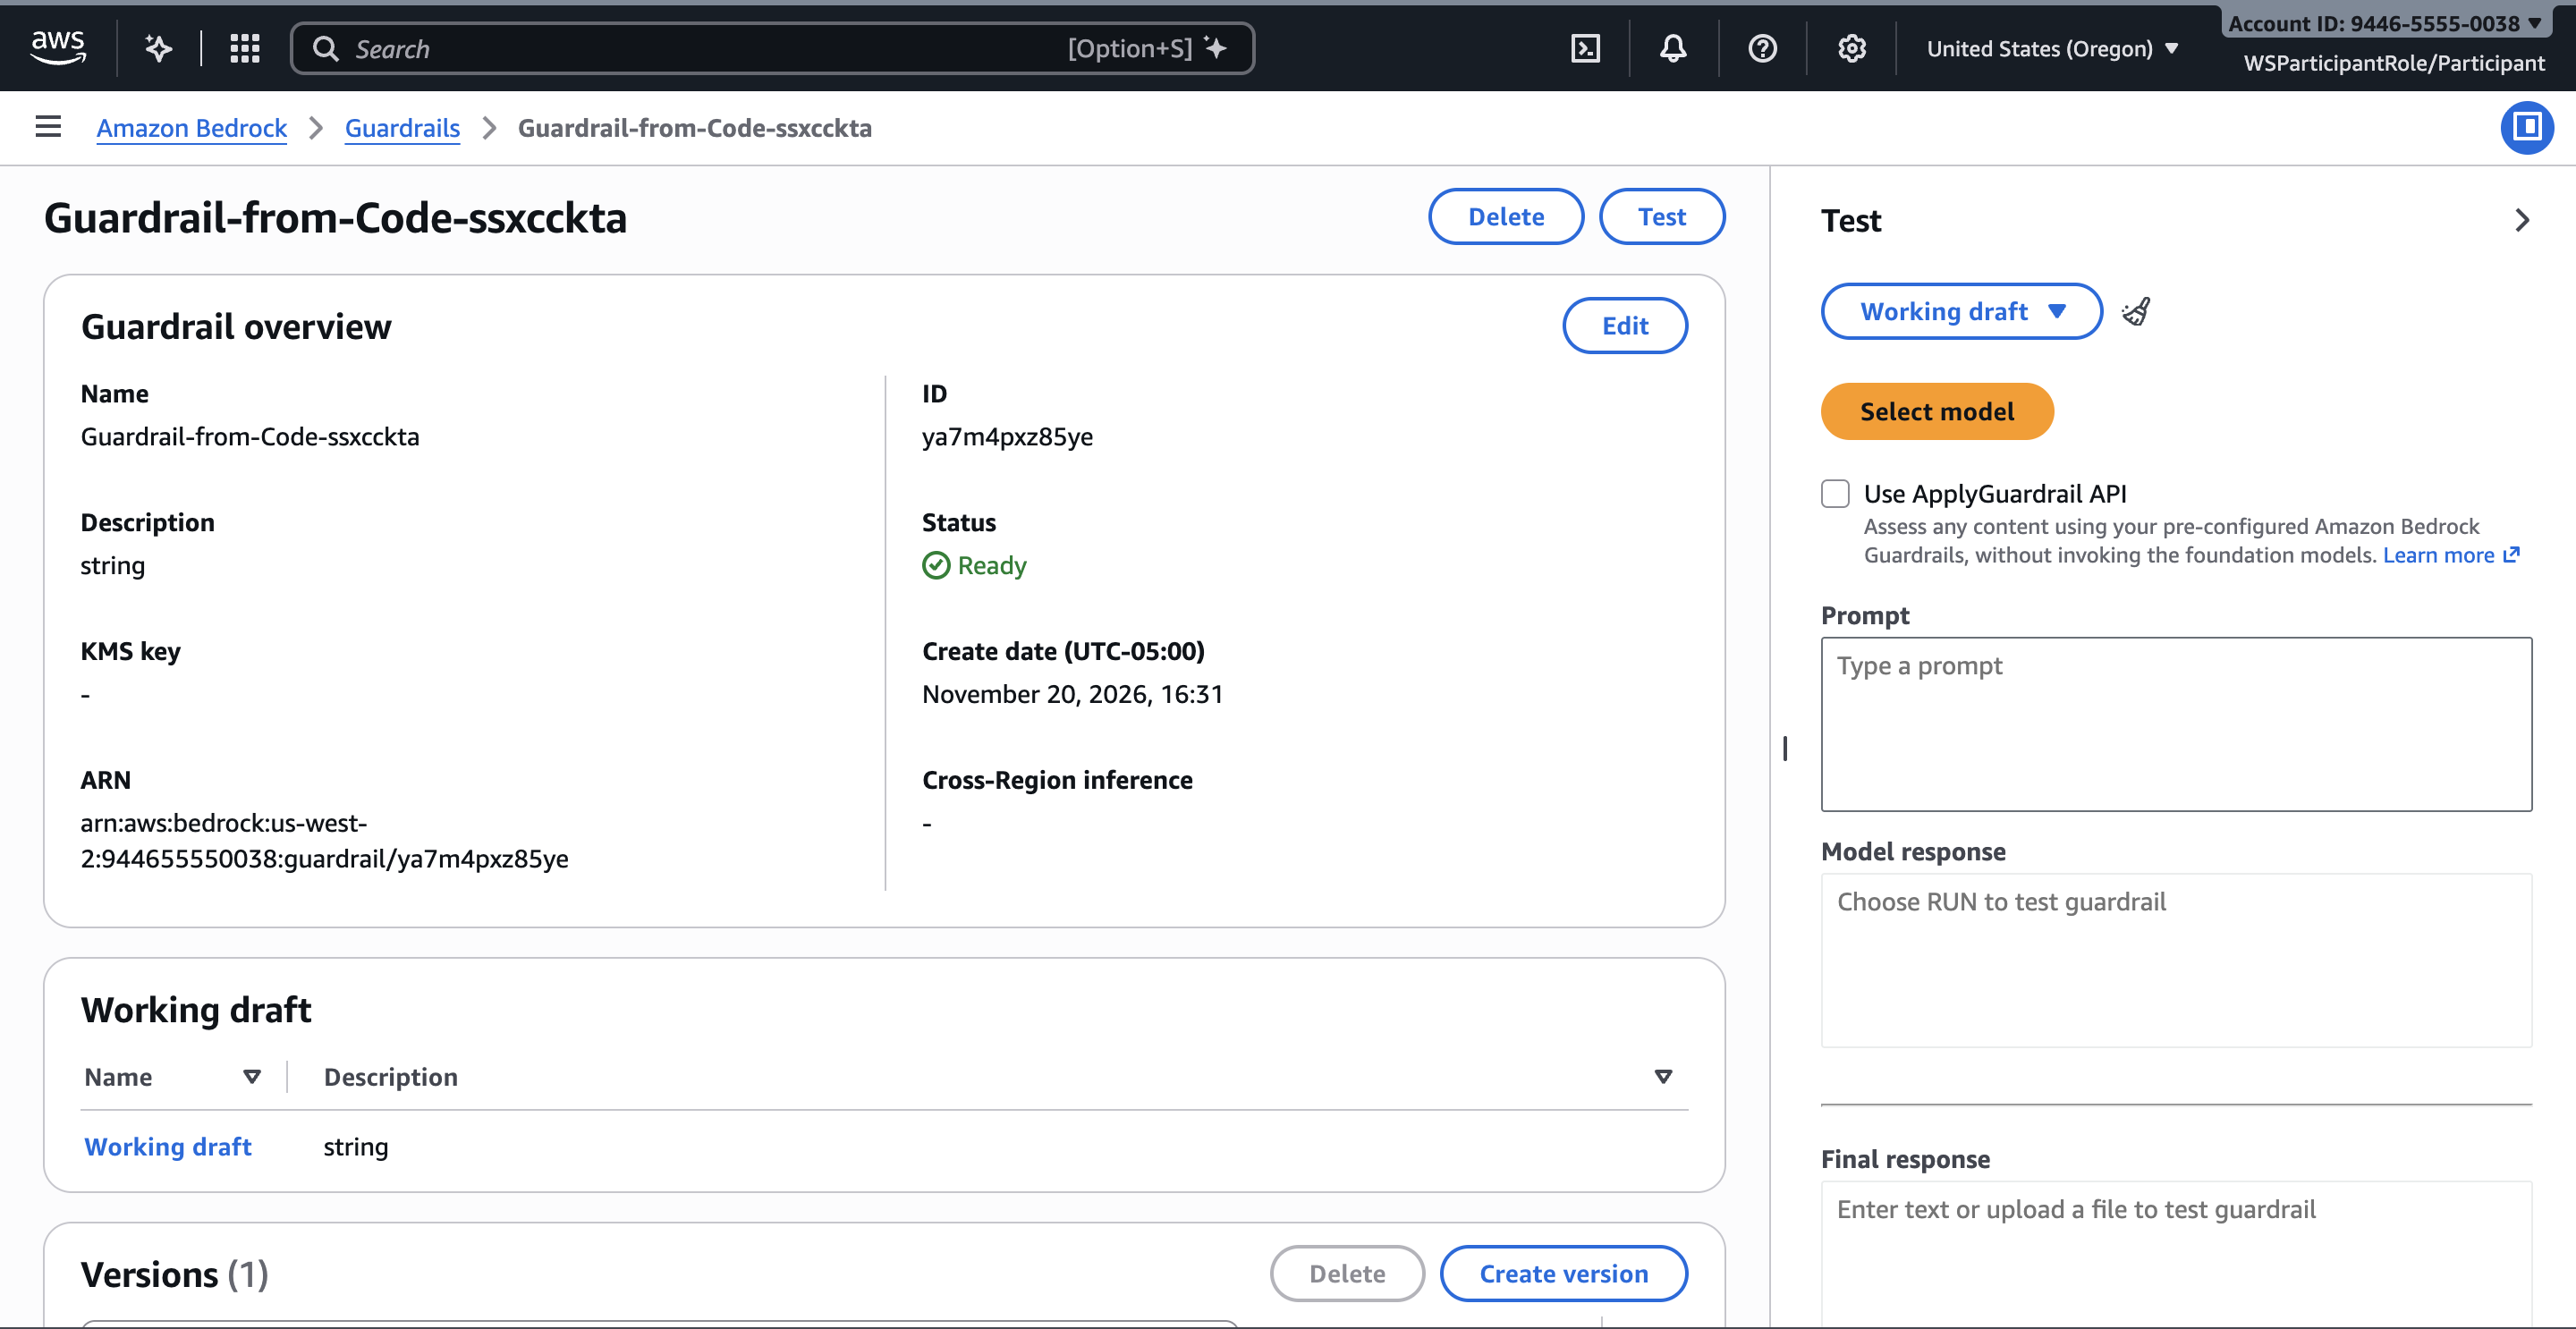 aws
Search
[Option+S]
United States (Oregon)
Account ID: 9446-5555-0038
WSParticipantRole/Participant
Amazon Bedrock
Guardrails
Guardrail-from-Code-ssxcckta
Guardrail-from-Code-ssxcckta
Delete
Test
Guardrail overview
Edit
Name
Guardrail-from-Code-ssxcckta
ID
ya7m4pxz85ye
Description
string
Status
Ready
KMS key
-
Create date (UTC-05:00)
November 20, 2026, 16:31
ARN
arn:aws:bedrock:us-west-
2:944655550038:guardrail/ya7m4pxz85ye
Cross-Region inference
-
Working draft
Name
Description
Working draft
string
Versions (1)
Delete
Create version
Test
Working draft
Select model
Use ApplyGuardrail API
Assess any content using your pre-configured Amazon Bedrock
Guardrails, without invoking the foundation models. Learn more
Prompt
Type a prompt
Model response
Choose RUN to test guardrail
Final response
Enter text or upload a file to test guardrail